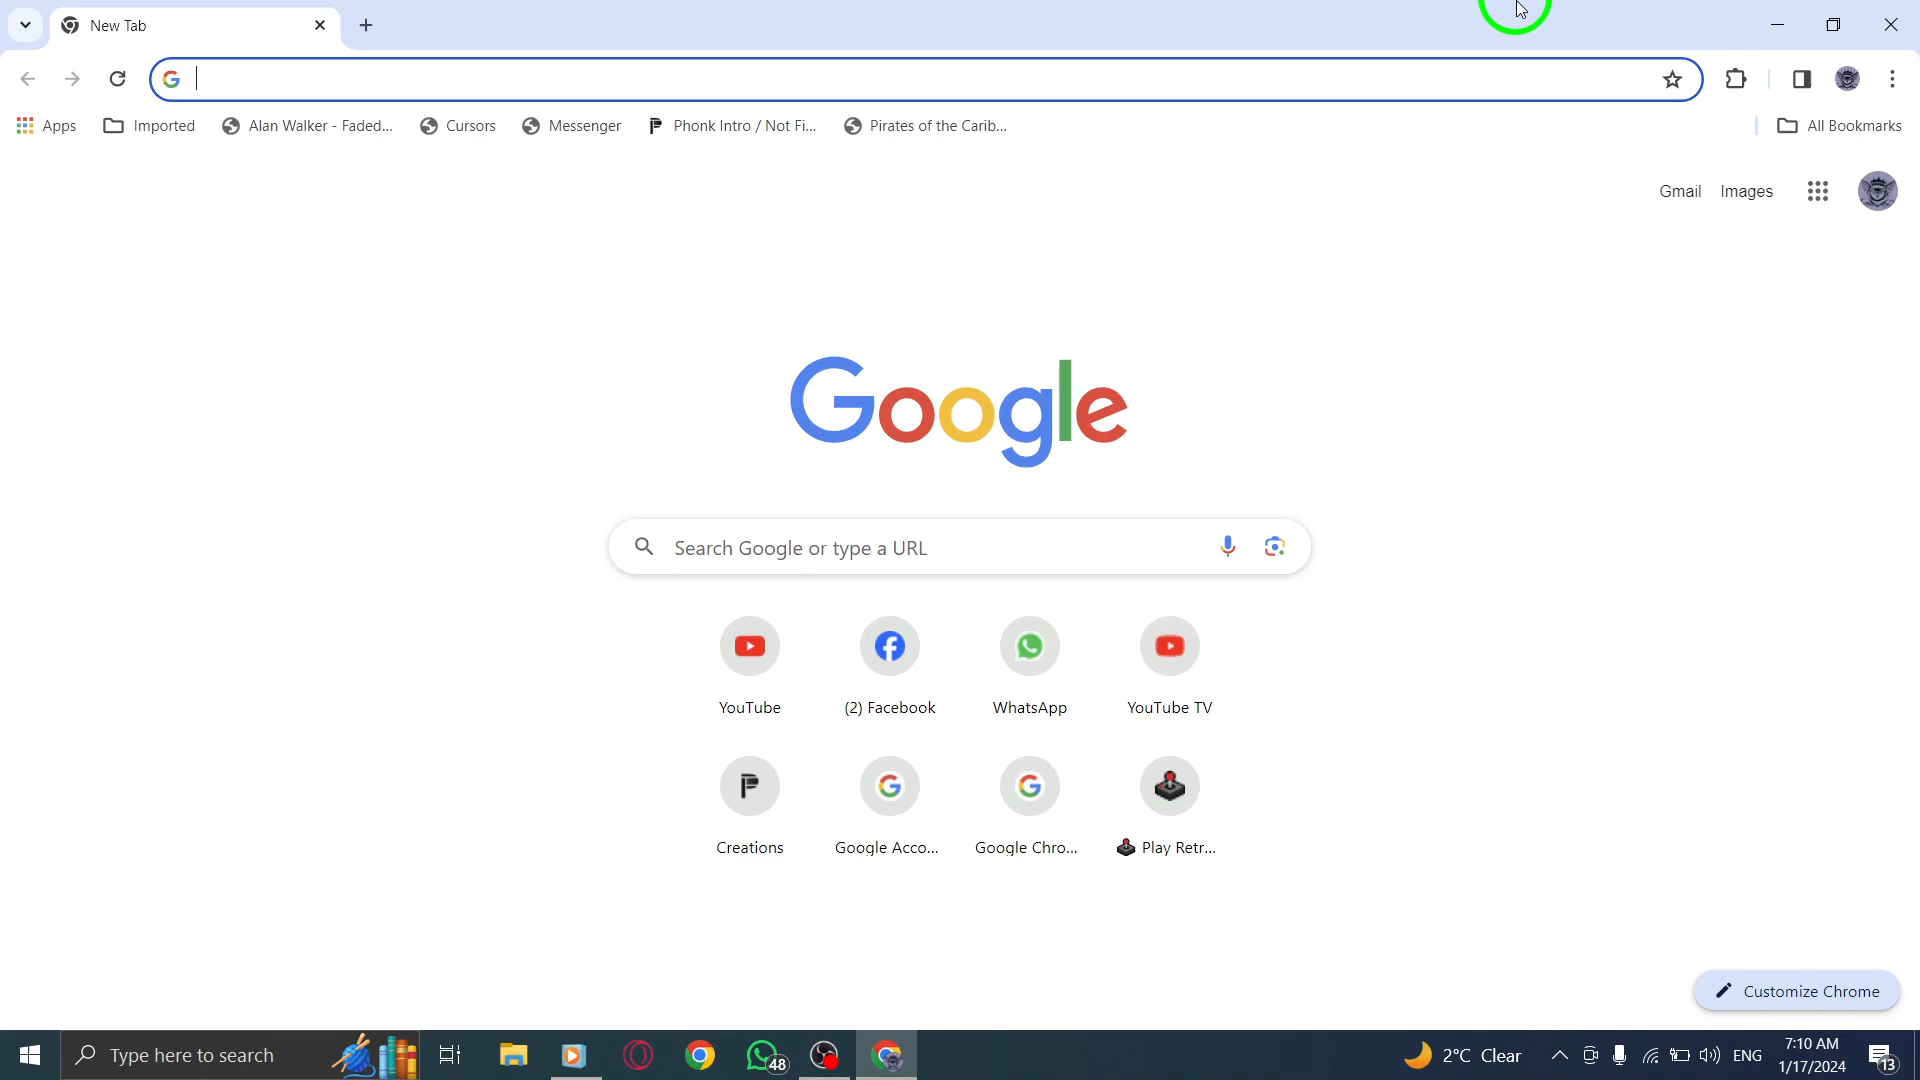 New Tab
Apps Imported Alan Walker - Faded... Cursors Messenger Phonk Intro / Not Fi... Pirates of the Carib... All Bookmarks
Gmail Images
Google
Search Google or type a URL
YouTube (2) Facebook WhatsApp YouTube TV
Creations Google Acco... Google Chro... Play Retr...
Customize Chrome
Type here to search 48 2°C Clear ENG 7:10 AM 13
1/17/2024